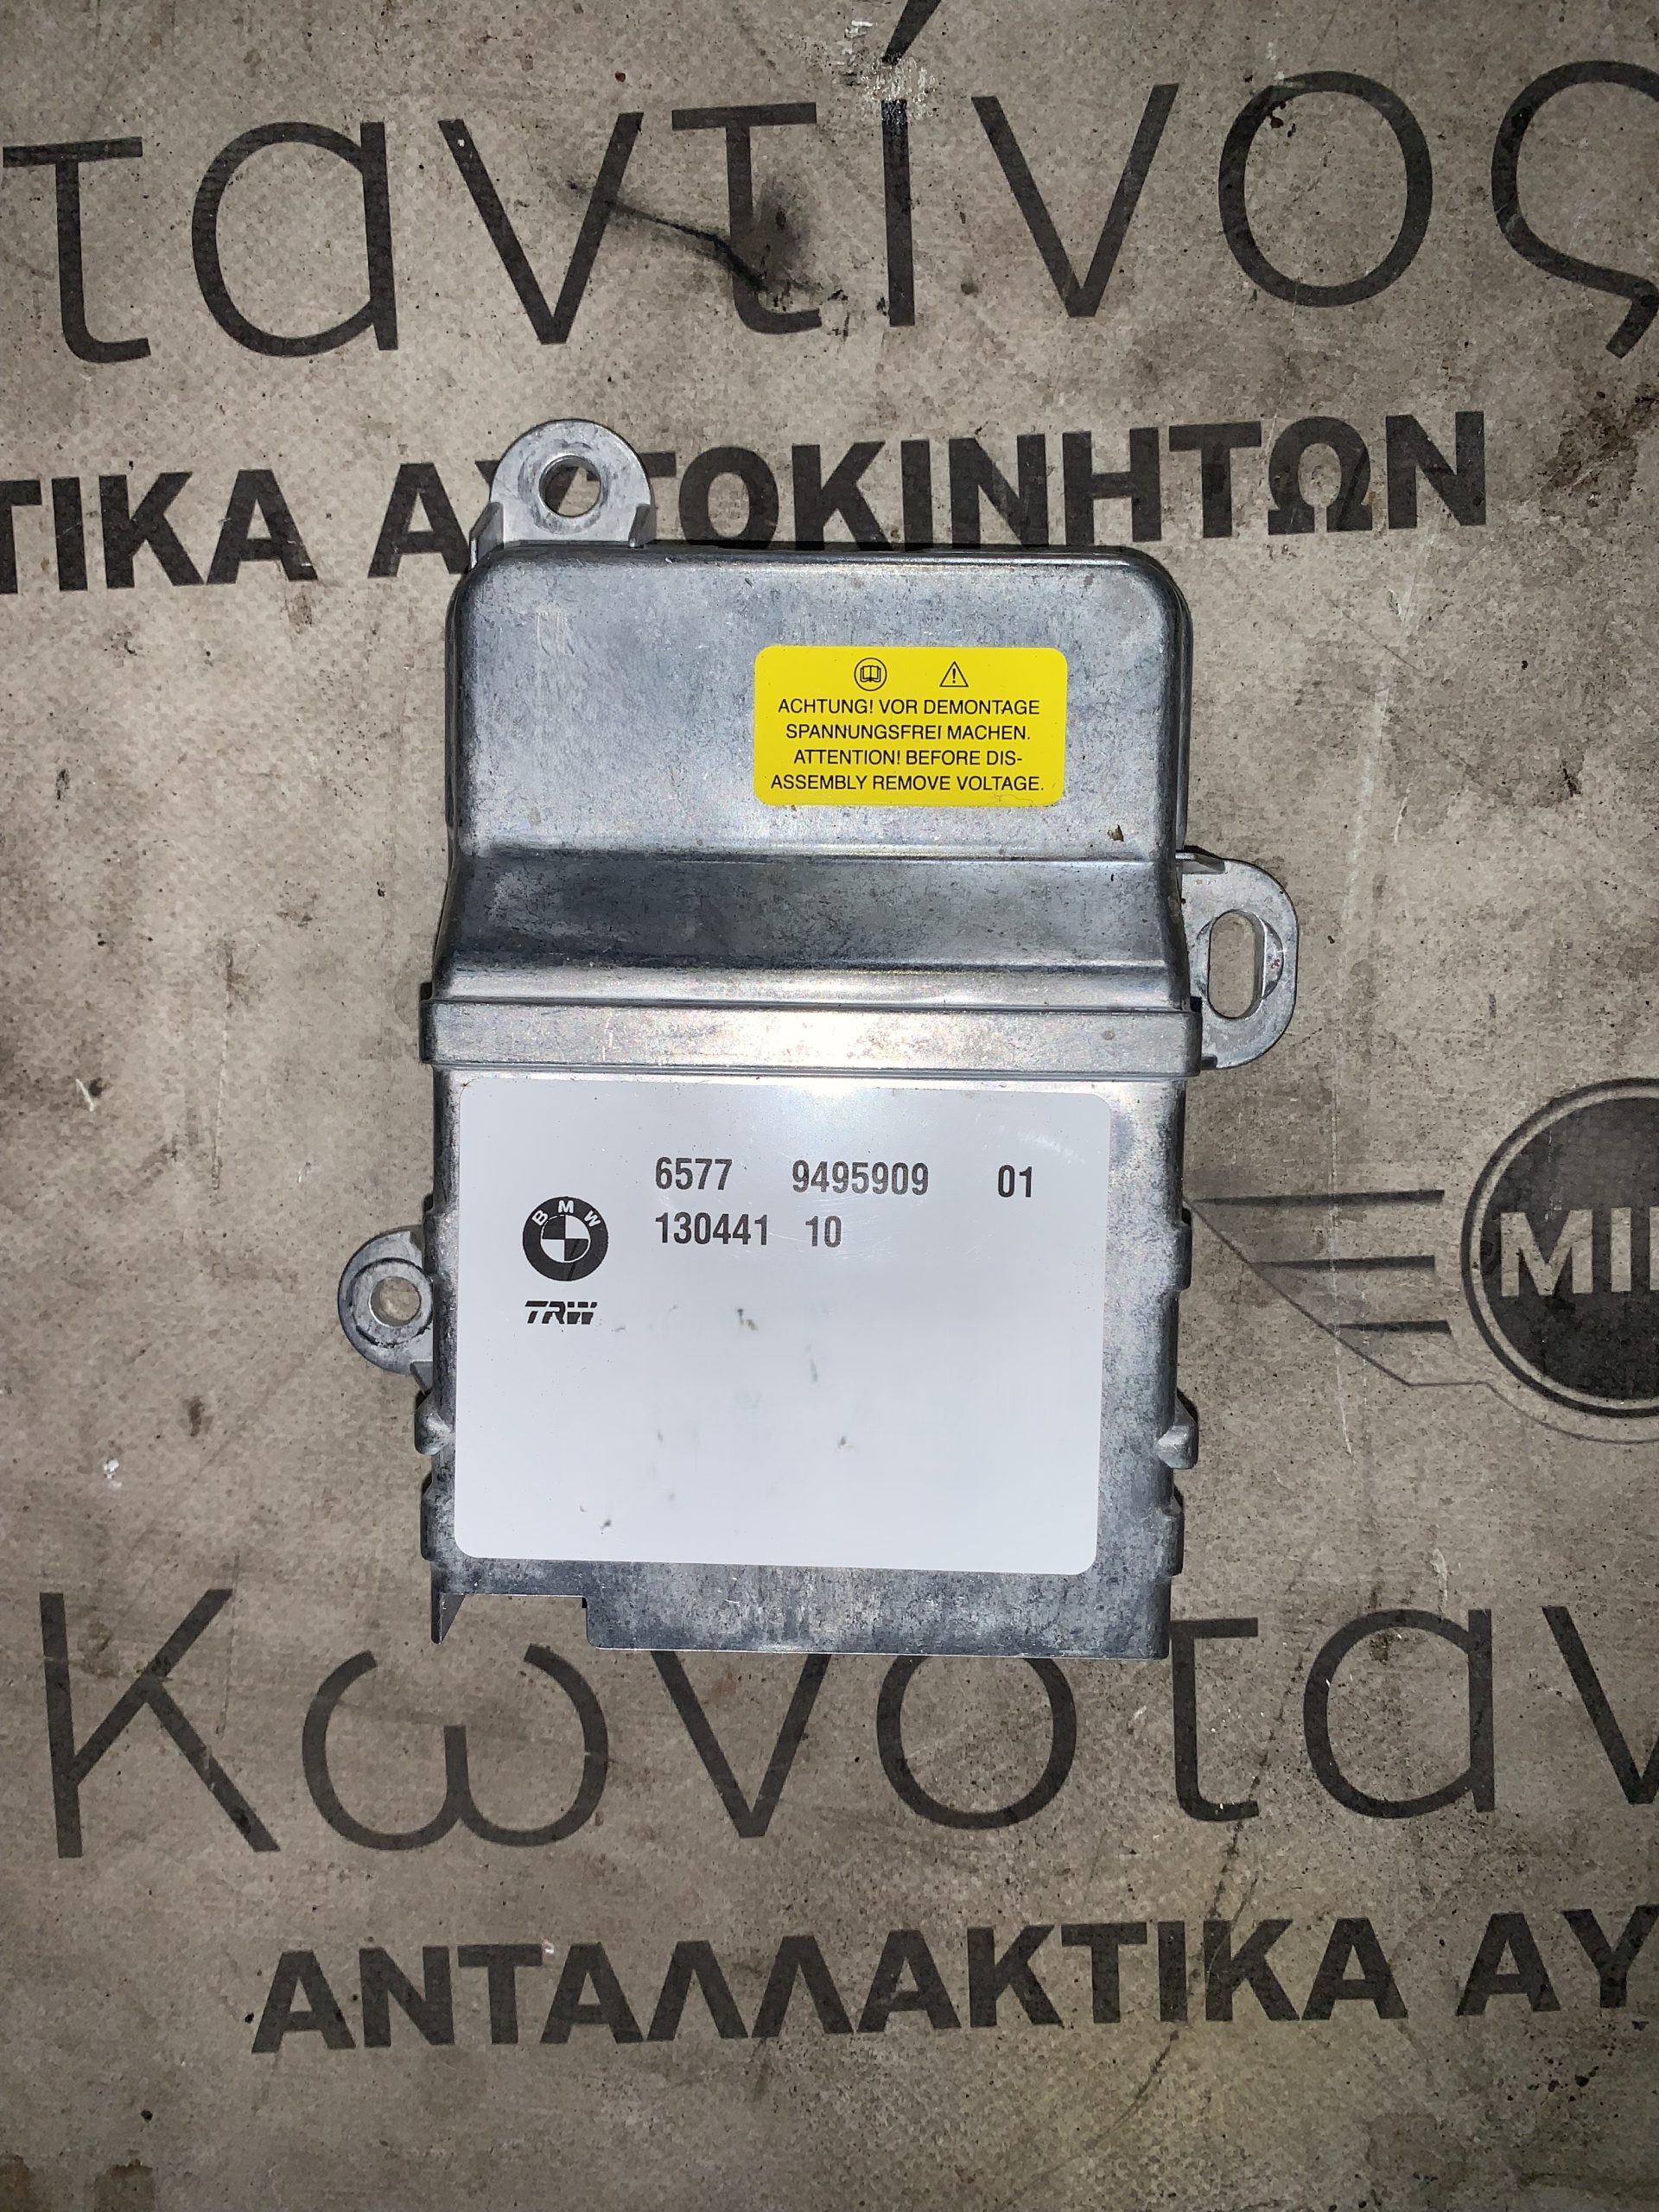 ταντίνος
ΤΙΚΑ ΑΥΤΟΚΙΝΗΤΩΝ
ACHTUNG! VOR DEMONTAGE
SPANNUNGSFREI MACHEN.
ATTENTION! BEFORE DIS-
ASSEMBLY REMOVE VOLTAGE.
6577 9495909 01
130441 10
BMW
TRW
MI
Κωνσταν
ΑΝΤΑΛΛΑΚΤΙΚΑ ΑΥ